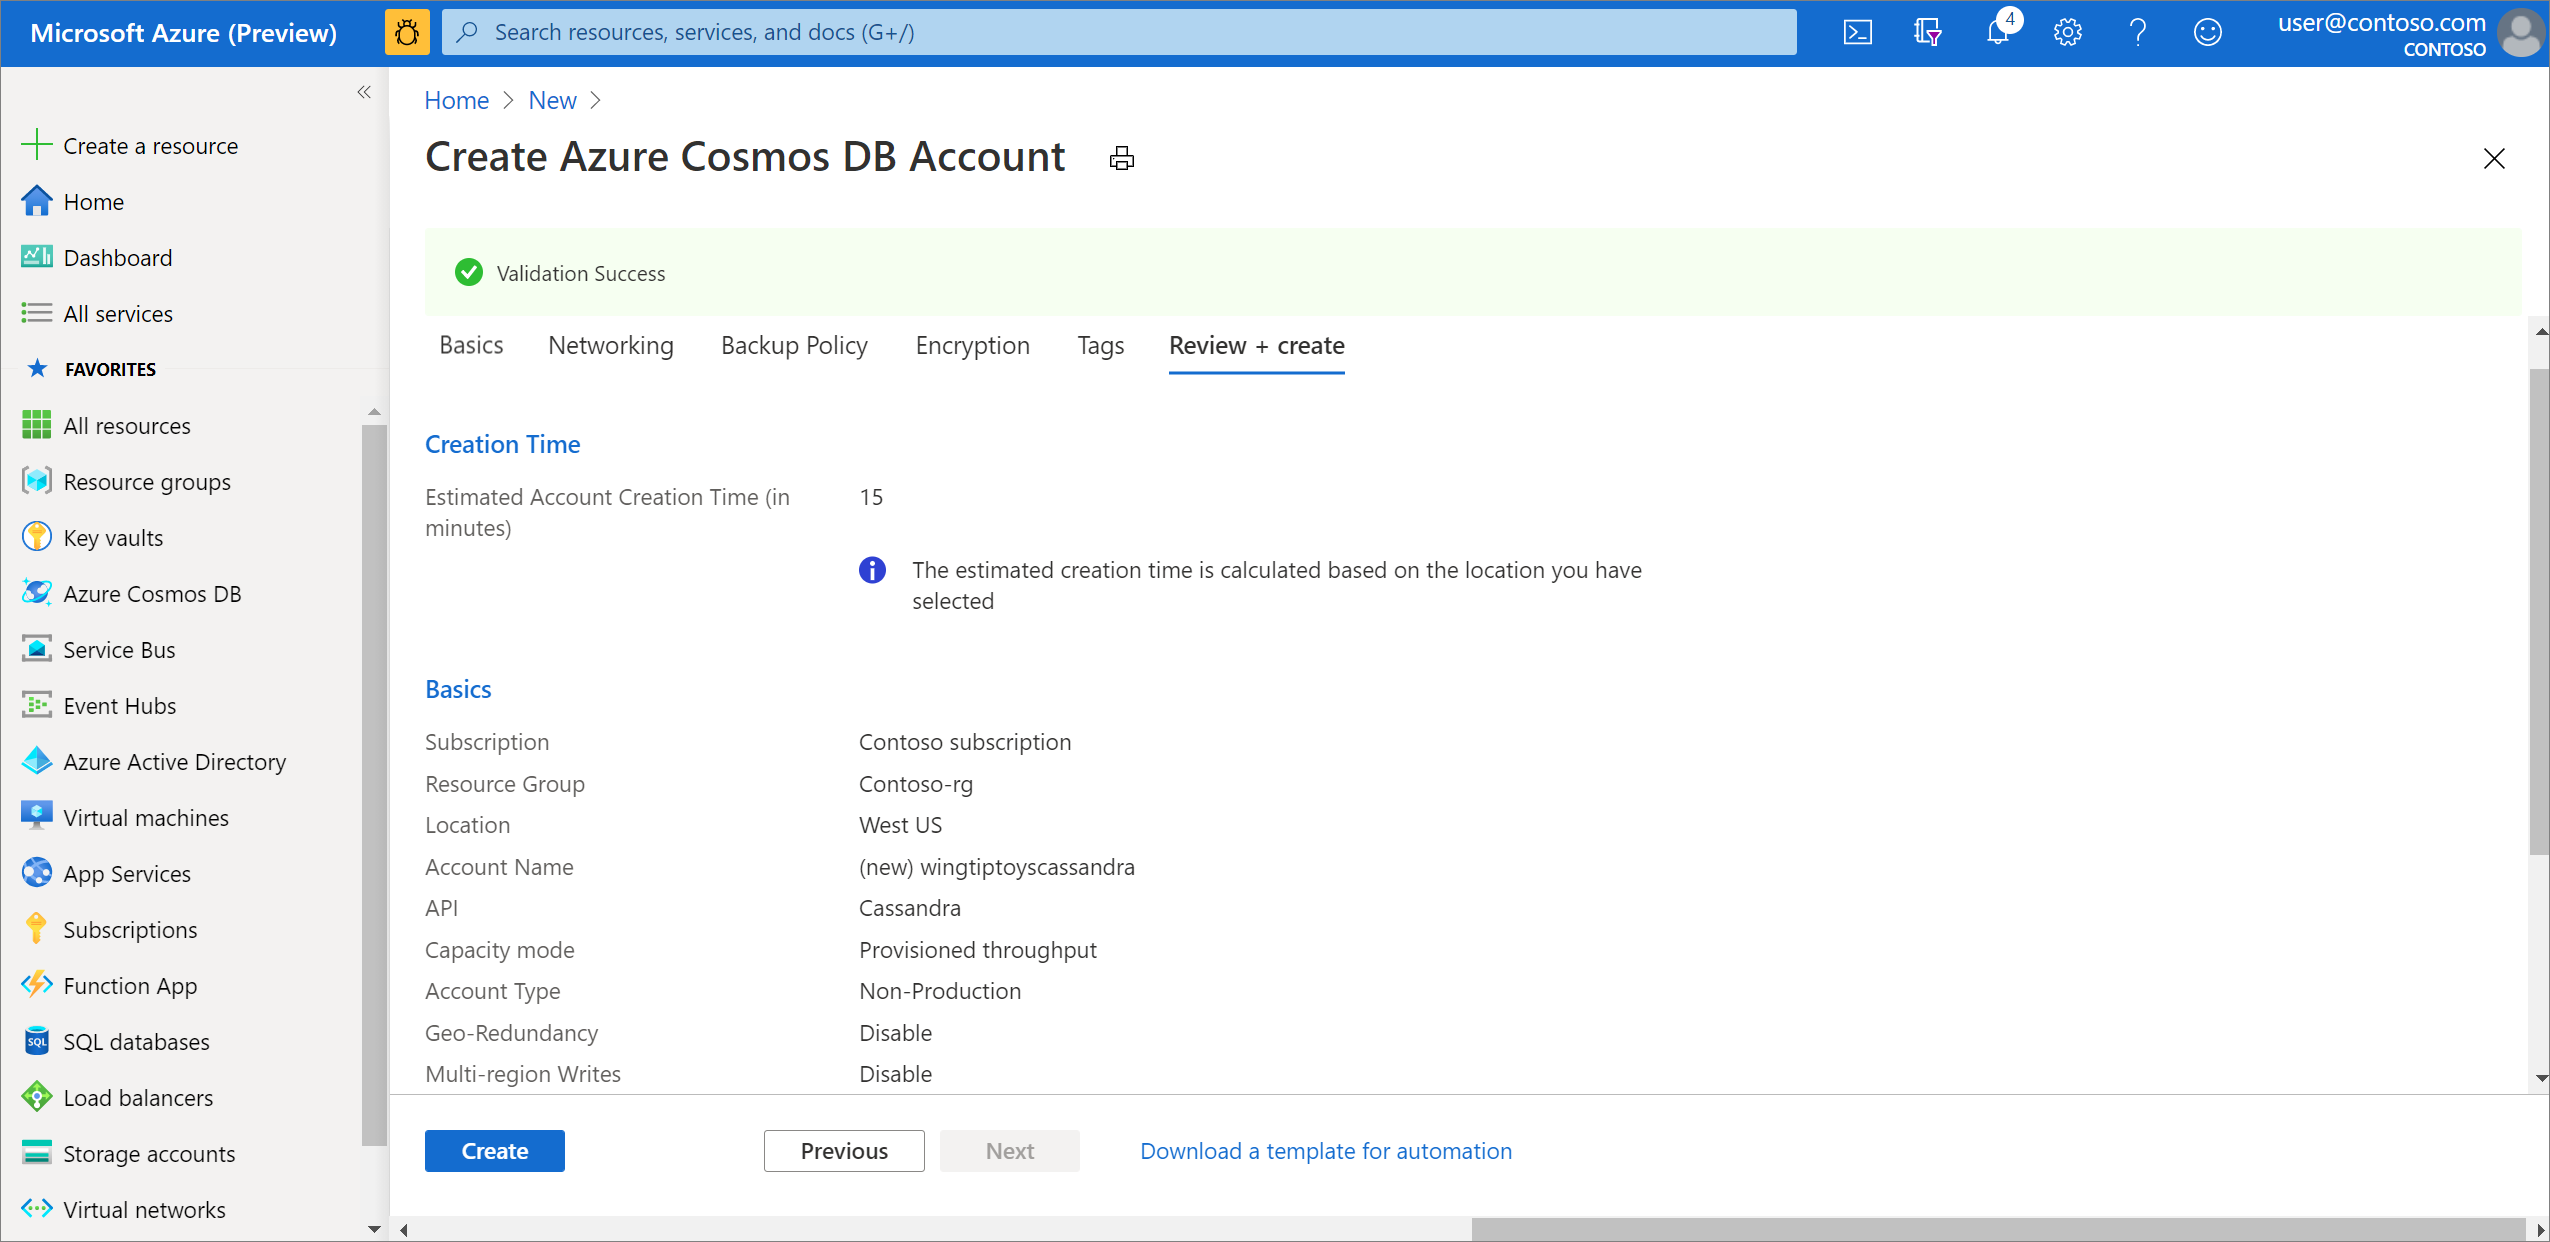 Microsoft Azure (Preview)
Search resources, services, and docs (G+/)
4
user@contoso.com
CONTOSO
Create a resource
Home
Dashboard
All services
FAVORITES
All resources
Resource groups
Key vaults
Azure Cosmos DB
Service Bus
Event Hubs
Azure Active Directory
Virtual machines
App Services
Subscriptions
Function App
SQL
SQL databases
Load balancers
Storage accounts
Virtual networks
Home > New >
Create Azure Cosmos DB Account
Validation Success
Basics Networking Backup Policy Encryption Tags Review + create
Creation Time
Estimated Account Creation Time (in
minutes)
15
The estimated creation time is calculated based on the location you have
selected
Basics
Subscription Contoso subscription
Resource Group Contoso-rg
Location West US
Account Name (new) wingtiptoyscassandra
API Cassandra
Capacity mode Provisioned throughput
Account Type Non-Production
Geo-Redundancy Disable
Multi-region Writes Disable
Create Previous Next Download a template for automation